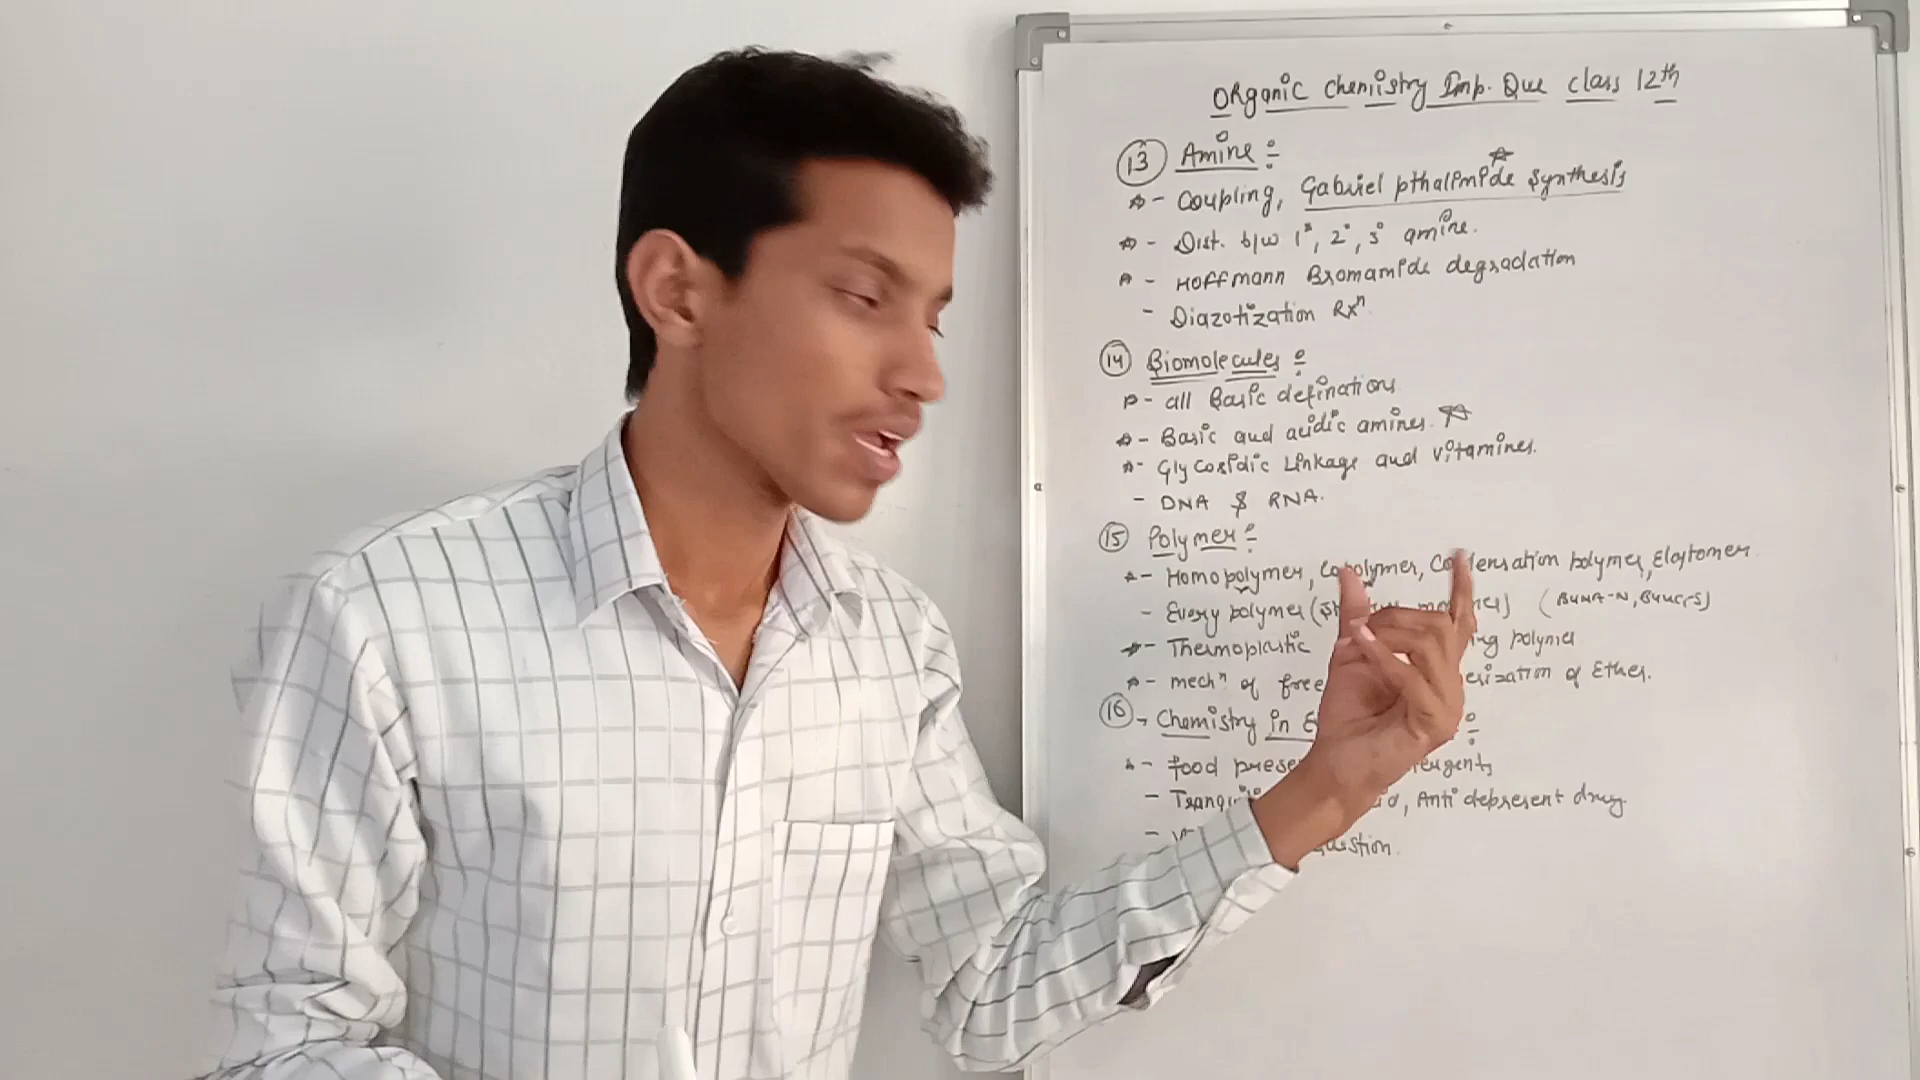 Organic Chemistry Imp. Que class 12th
13 Amine :-
- Coupling, Gabriel pthalimide synthesis
- Dist. b/w 1°, 2°, 3° amine.
- Hoffmann Bromamide degradation
- Diazotization Rxn
14 Biomolecules :-
- all Basic definations
- Basic and acidic amines.
- Glycosidic Linkage and vitamines.
- DNA & RNA.
15 Polymer :-
- Homopolymer, Copolymer, Condensation polymer, Elastomer
- Every polymer ( (BUNA-N, BUNA-S)
- Thermoplastic polymer
- mechn of free of Ether.
16 - Chemistry in
- food
- Anti depresent drug.